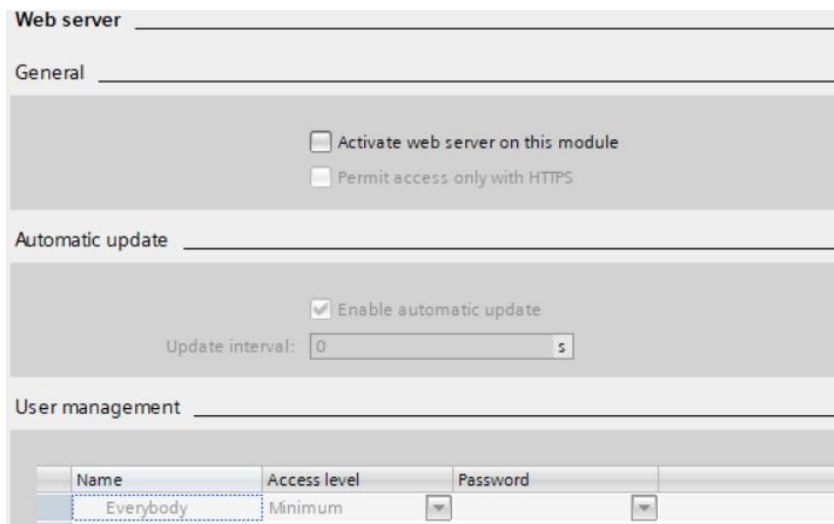 Web server
General
Activate web server on this module
Permit access only with HTTPS
Automatic update
Enable automatic update
Update interval: 0 s
User management
Name Access level Password
Everybody Minimum